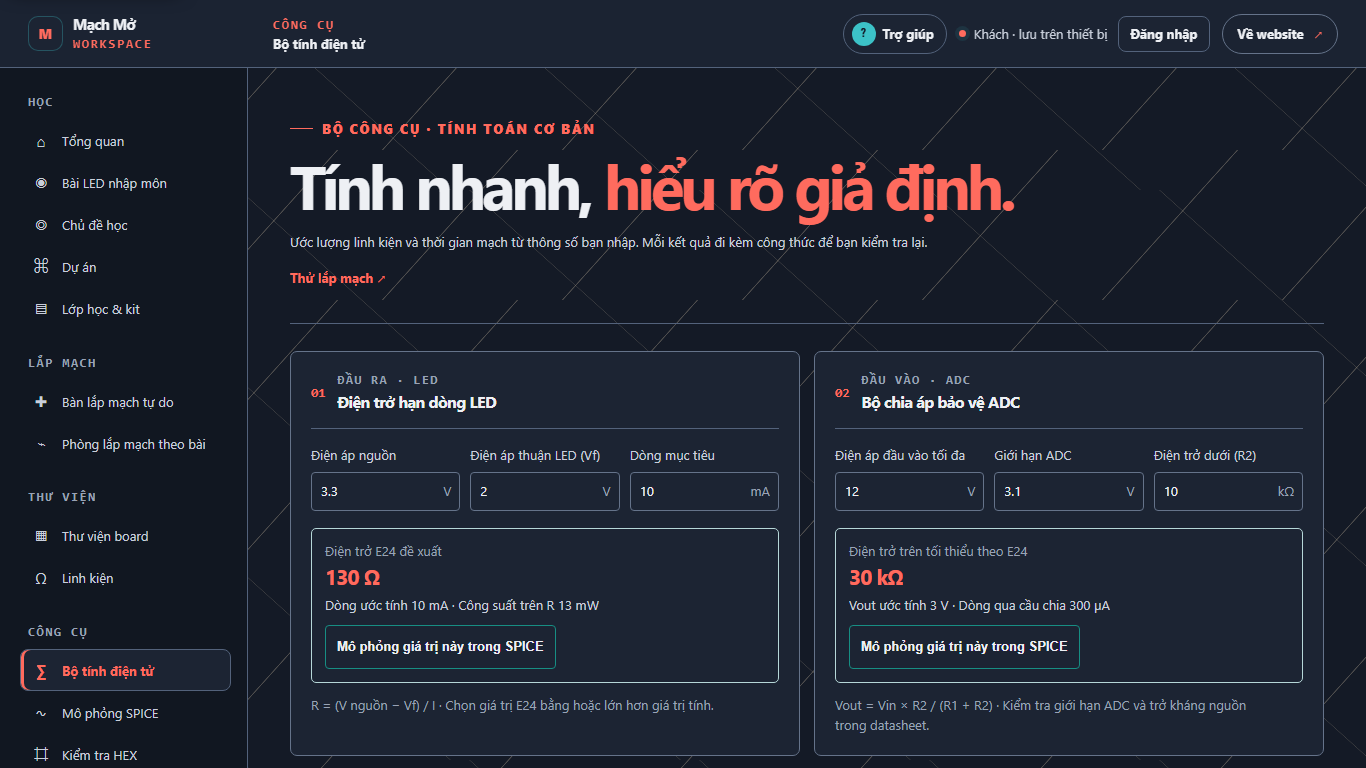 M
Mạch Mở
WORKSPACE
CÔNG CỤ
Bộ tính điện tử
? Trợ giúp
Khách · lưu trên thiết bị
Đăng nhập
Về website ↗
HỌC
Tổng quan
Bài LED nhập môn
Chủ đề học
Dự án
Lớp học & kit
LẮP MẠCH
Bàn lắp mạch tự do
Phòng lắp mạch theo bài
THƯ VIỆN
Thư viện board
Ω Linh kiện
CÔNG CỤ
∑ Bộ tính điện tử
∿ Mô phỏng SPICE
Kiểm tra HEX
BỘ CÔNG CỤ · TÍNH TOÁN CƠ BẢN
Tính nhanh, hiểu rõ giả định.
Ước lượng linh kiện và thời gian mạch từ thông số bạn nhập. Mỗi kết quả đi kèm công thức để bạn kiểm tra lại.
Thử lắp mạch ↗
01
ĐẦU RA · LED
Điện trở hạn dòng LED
Điện áp nguồn
Điện áp thuận LED (Vf)
Dòng mục tiêu
3.3 V
2 V
10 mA
Điện trở E24 đề xuất
130 Ω
Dòng ước tính 10 mA · Công suất trên R 13 mW
Mô phỏng giá trị này trong SPICE
R = (V nguồn − Vf) / I · Chọn giá trị E24 bằng hoặc lớn hơn giá trị tính.
02
ĐẦU VÀO · ADC
Bộ chia áp bảo vệ ADC
Điện áp đầu vào tối đa
Giới hạn ADC
Điện trở dưới (R2)
12 V
3.1 V
10 kΩ
Điện trở trên tối thiểu theo E24
30 kΩ
Vout ước tính 3 V · Dòng qua cầu chia 300 µA
Mô phỏng giá trị này trong SPICE
Vout = Vin × R2 / (R1 + R2) · Kiểm tra giới hạn ADC và trở kháng nguồn
trong datasheet.